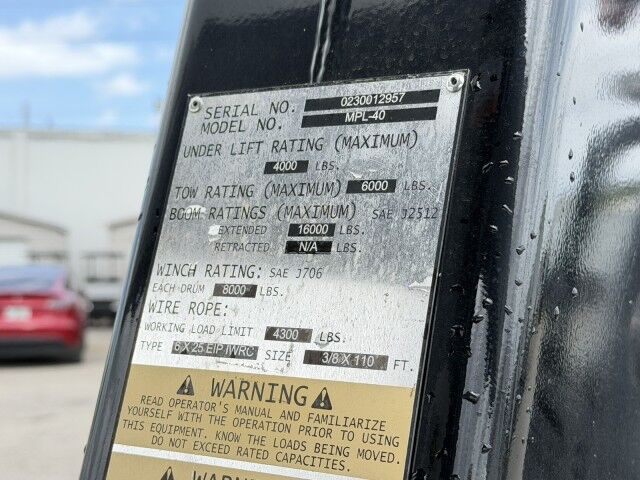 SERIAL NO. 0230012957
MODEL NO. MPL-40
UNDER LIFT RATING (MAXIMUM)
4000 LBS.
TOW RATING (MAXIMUM) 6000 LBS.
BOOM RATINGS (MAXIMUM) SAE J2512
EXTENDED 16000 LBS.
RETRACTED N/A LBS.
WINCH RATING: SAE J706
EACH DRUM 8000 LBS.
WIRE ROPE:
WORKING LOAD LIMIT 4300 LBS.
TYPE 6 X 25 EIP IWRC SIZE 3/8 X 110 FT.
WARNING
READ OPERATOR'S MANUAL AND FAMILIARIZE
YOURSELF WITH THE OPERATION PRIOR TO USING
THIS EQUIPMENT. KNOW THE LOADS BEING MOVED.
DO NOT EXCEED RATED CAPACITIES.
WARNING